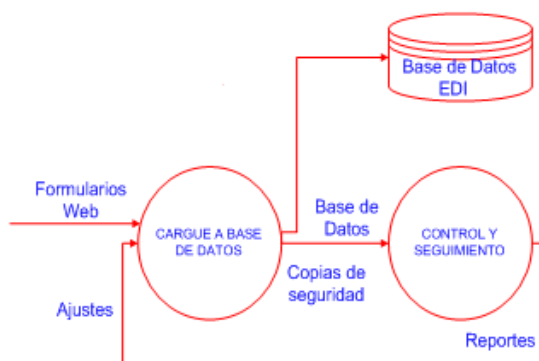 Base de Datos
EDI
Formularios
Web
CARGUE A BASE
DE DATOS
Base de
Datos
CONTROL Y
SEGUIMIENTO
Copias de
seguridad
Ajustes
Reportes